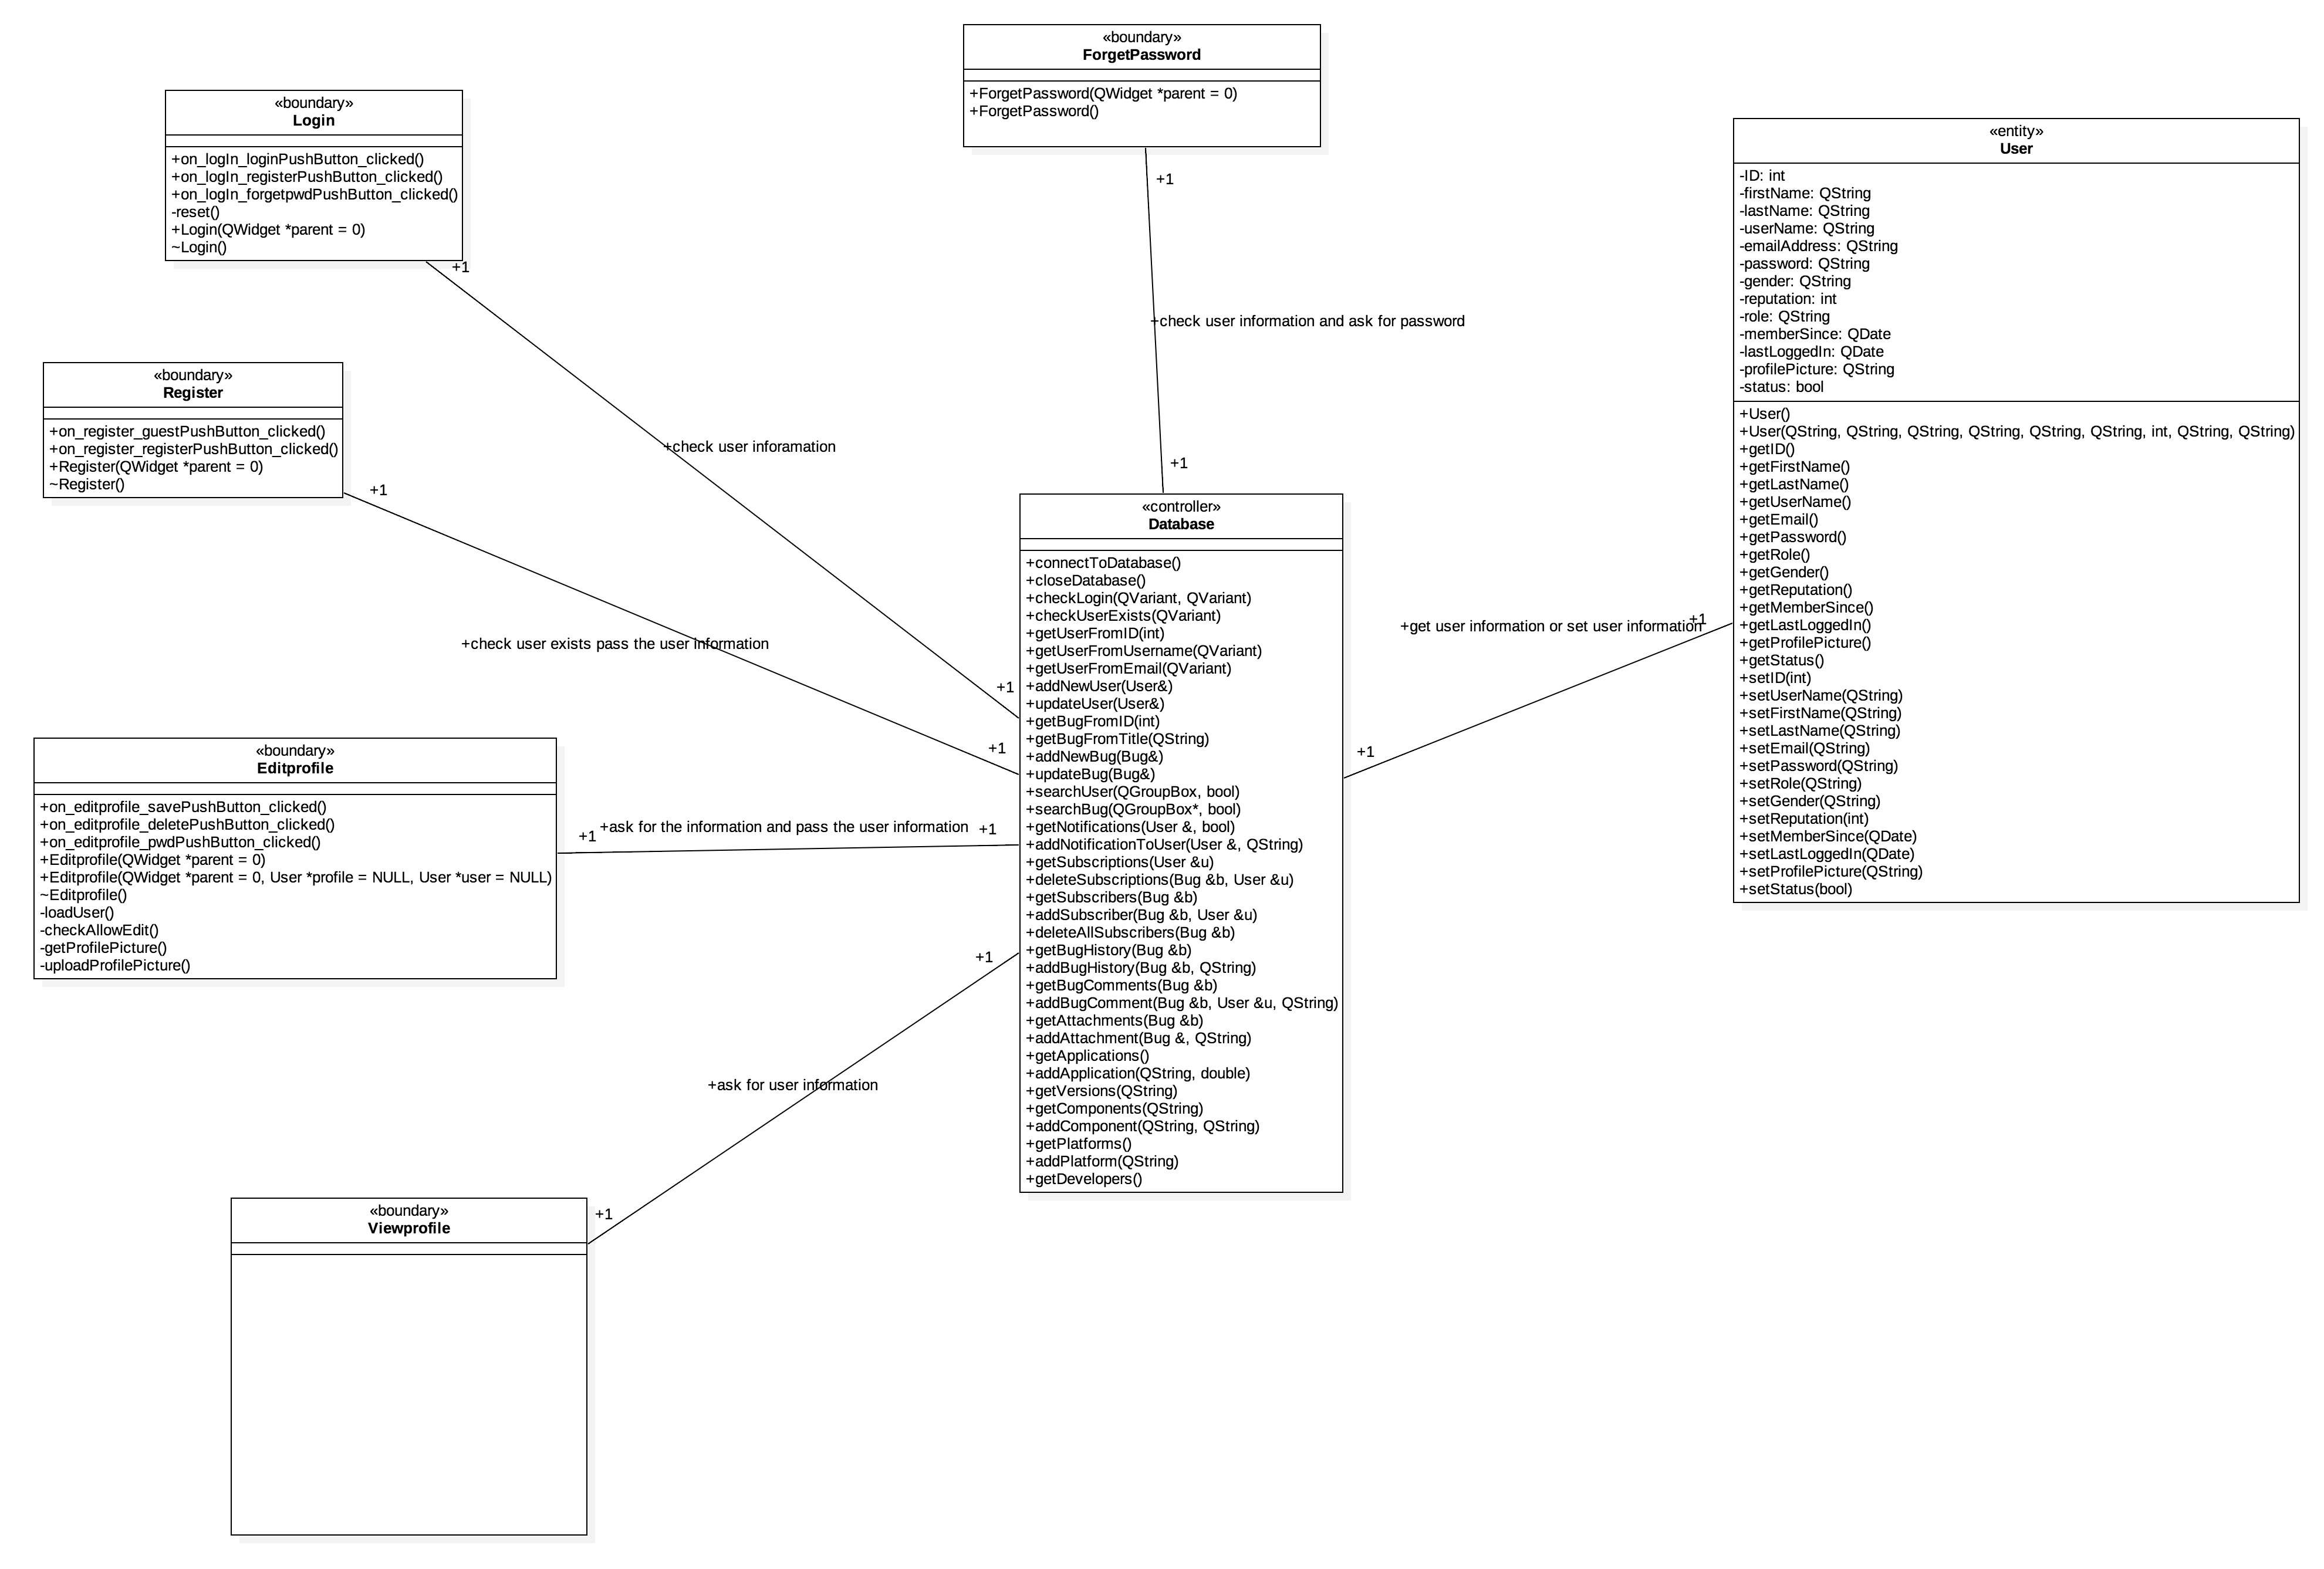 «boundary»
ForgetPassword
+ForgetPassword(QWidget *parent = 0)
+ForgetPassword()
«boundary»
Login
+on_logIn_loginPushButton_clicked()
+on_logIn_registerPushButton_clicked()
+on_logIn_forgetpwdPushButton_clicked()
-reset()
+Login(QWidget *parent = 0)
~Login()
«entity»
User
-ID: int
-firstName: QString
-lastName: QString
-userName: QString
-emailAddress: QString
-password: QString
-gender: QString
-reputation: int
-role: QString
-memberSince: QDate
-lastLoggedIn: QDate
-profilePicture: QString
-status: bool
+User()
+User(QString, QString, QString, QString, QString, QString, int, QString, QString)
+getID()
+getFirstName()
+getLastName()
+getUserName()
+getEmail()
+getPassword()
+getRole()
+getGender()
+getReputation()
+getMemberSince()
+getLastLoggedIn()
+getProfilePicture()
+getStatus()
+setID(int)
+setUserName(QString)
+setFirstName(QString)
+setLastName(QString)
+setEmail(QString)
+setPassword(QString)
+setRole(QString)
+setGender(QString)
+setReputation(int)
+setMemberSince(QDate)
+setLastLoggedIn(QDate)
+setProfilePicture(QString)
+setStatus(bool)
+1
+check user information and ask for password
+1
+1
+check user inforamation
+1
«boundary»
Register
+on_register_guestPushButton_clicked()
+on_register_registerPushButton_clicked()
+Register(QWidget *parent = 0)
~Register()
+1
+check user exists pass the user information
+1
«controller»
Database
+connectToDatabase()
+closeDatabase()
+checkLogin(QVariant, QVariant)
+checkUserExists(QVariant)
+getUserFromID(int)
+getUserFromUsername(QVariant)
+getUserFromEmail(QVariant)
+addNewUser(User&)
+updateUser(User&)
+getBugFromID(int)
+getBugFromTitle(QString)
+addNewBug(Bug&)
+updateBug(Bug&)
+searchUser(QGroupBox, bool)
+searchBug(QGroupBox*, bool)
+getNotifications(User &, bool)
+addNotificationToUser(User &, QString)
+getSubscriptions(User &u)
+deleteSubscriptions(Bug &b, User &u)
+getSubscribers(Bug &b)
+addSubscriber(Bug &b, User &u)
+deleteAllSubscribers(Bug &b)
+getBugHistory(Bug &b)
+addBugHistory(Bug &b, QString)
+getBugComments(Bug &b)
+addBugComment(Bug &b, User &u, QString)
+getAttachments(Bug &b)
+addAttachment(Bug &, QString)
+getApplications()
+addApplication(QString, double)
+getVersions(QString)
+getComponents(QString)
+addComponent(QString, QString)
+getPlatforms()
+addPlatform(QString)
+getDevelopers()
+get user information or set user information
+1
+1
«boundary»
Editprofile
+on_editprofile_savePushButton_clicked()
+on_editprofile_deletePushButton_clicked()
+on_editprofile_pwdPushButton_clicked()
+Editprofile(QWidget *parent = 0)
+Editprofile(QWidget *parent = 0, User *profile = NULL, User *user = NULL)
~Editprofile()
-loadUser()
-checkAllowEdit()
-getProfilePicture()
-uploadProfilePicture()
+1
+ask for the information and pass the user information
+1
+1
+ask for user information
+1
«boundary»
Viewprofile